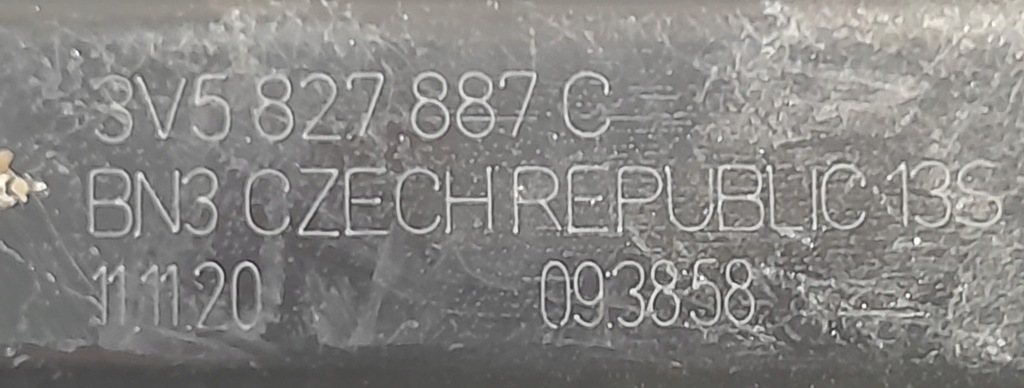 3V5 827 887 C
BN3 CZECH REPUBLIC 13S
11.11.20 09:38:58